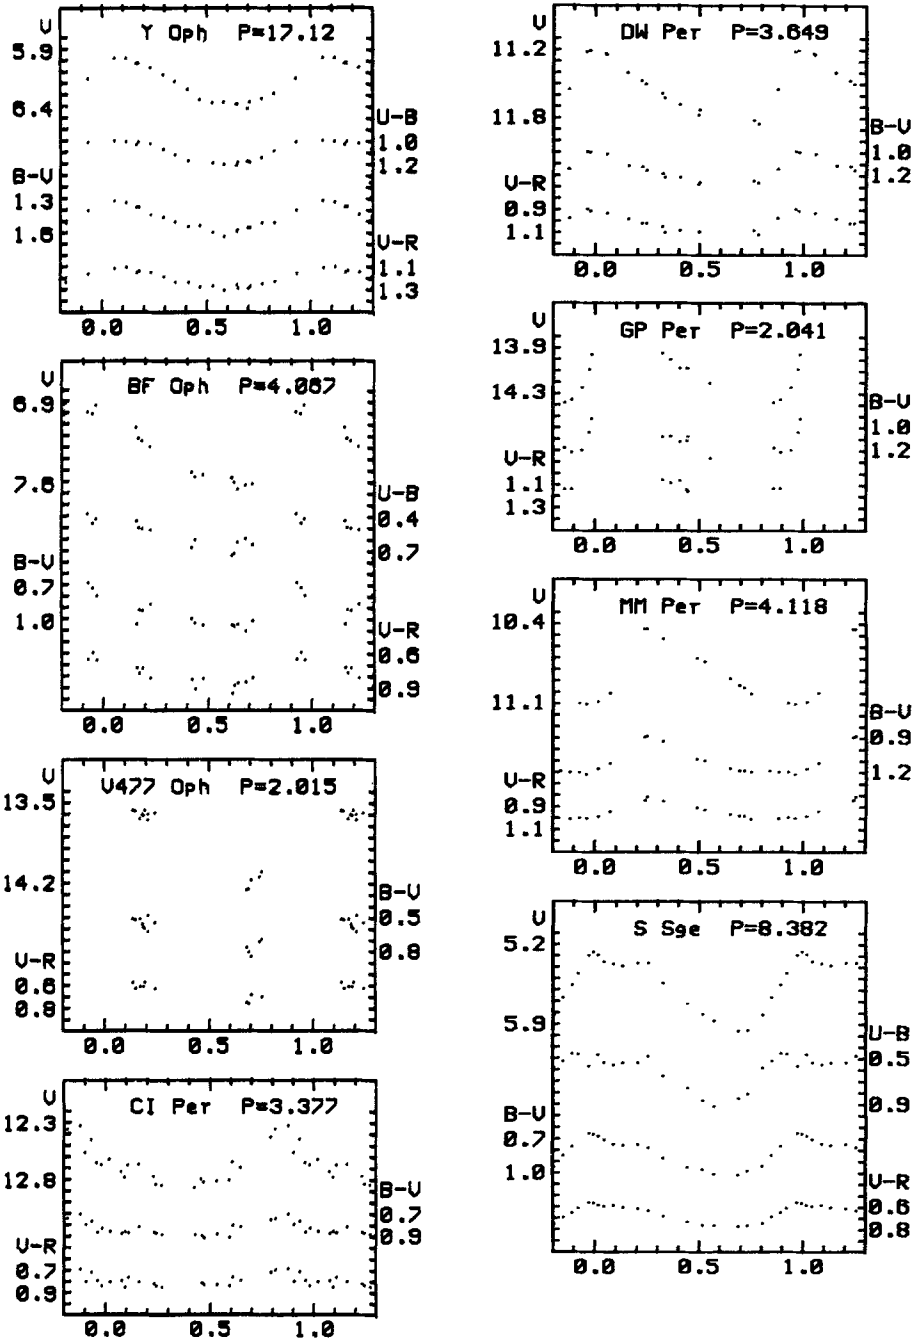 V
Y Oph P=17.12
5.9
6.4
U-B
1.0
1.2
B-V
1.3
1.6
V-R
1.1
1.3
0.0 0.5 1.0
V
BF Oph P=4.067
6.9
7.6
U-B
0.4
0.7
B-V
0.7
1.0
V-R
0.6
0.9
0.0 0.5 1.0
V
V477 Oph P=2.015
13.5
14.2
B-V
0.5
0.8
V-R
0.6
0.8
0.0 0.5 1.0
V
CI Per P=3.377
12.3
12.8
B-V
0.7
0.9
V-R
0.7
0.9
0.0 0.5 1.0
V
DW Per P=3.649
11.2
11.8
B-V
1.0
1.2
V-R
0.9
1.1
0.0 0.5 1.0
V
GP Per P=2.041
13.9
14.3
B-V
1.0
1.2
V-R
1.1
1.3
0.0 0.5 1.0
V
MM Per P=4.118
10.4
11.1
B-V
0.9
1.2
V-R
0.9
1.1
0.0 0.5 1.0
V
S Sge P=8.382
5.2
5.9
U-B
0.5
0.9
B-V
0.7
1.0
V-R
0.6
0.8
0.0 0.5 1.0